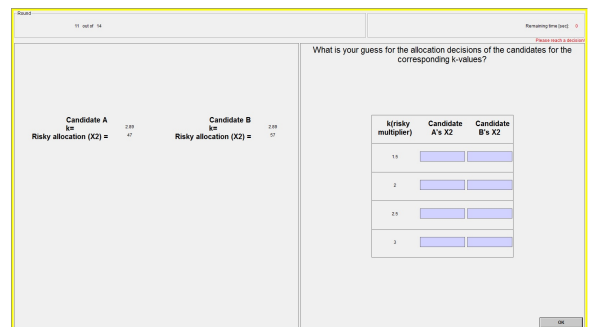 Round
11 out of 14
Remaining time [sec]: 0
Please reach a decision!
What is your guess for the allocation decisions of the candidates for the
corresponding k-values?
Candidate A
k= 2.89
Risky allocation (X2) = 47
Candidate B
k= 2.89
Risky allocation (X2) = 57
k(risky multiplier) Candidate A's X2 Candidate B's X2
1.5
2
2.5
3
OK